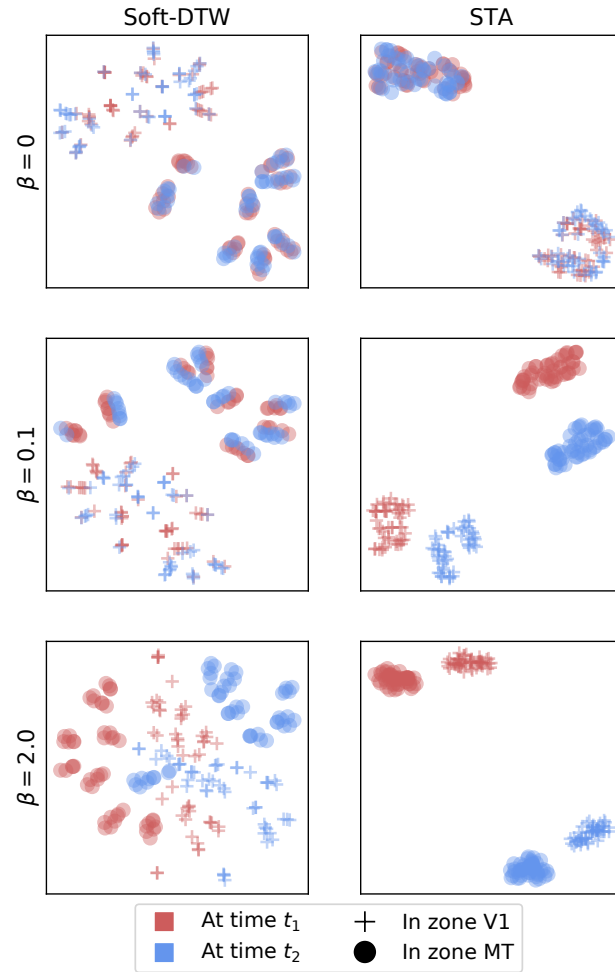 Soft-DTW STA
β = 0
β = 0.1
β = 2.0
At time t₁ In zone V1
At time t₂ In zone MT